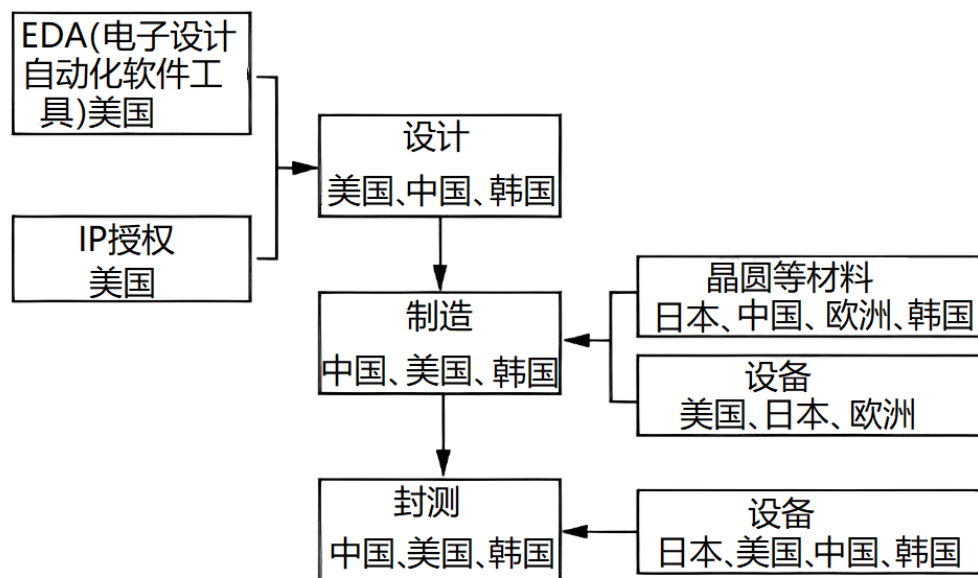 EDA(电子设计
自动化软件工
具)美国
IP授权
美国
设计
美国、中国、韩国
制造
中国、美国、韩国
晶圆等材料
日本、中国、欧洲、韩国
设备
美国、日本、欧洲
封测
中国、美国、韩国
设备
日本、美国、中国、韩国